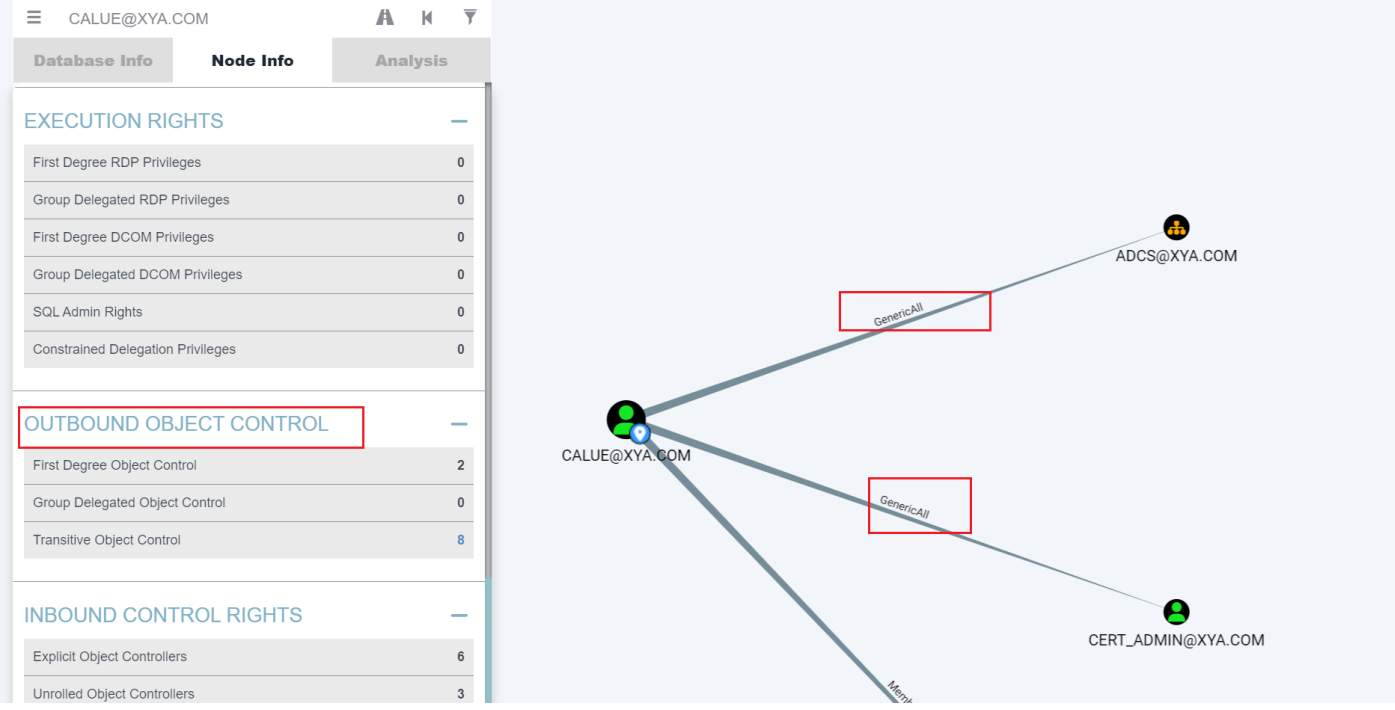 CALUE@XYA.COM
Database Info
Node Info
Analysis
EXECUTION RIGHTS
First Degree RDP Privileges 0
Group Delegated RDP Privileges 0
First Degree DCOM Privileges 0
Group Delegated DCOM Privileges 0
SQL Admin Rights 0
Constrained Delegation Privileges 0
OUTBOUND OBJECT CONTROL
First Degree Object Control 2
Group Delegated Object Control 0
Transitive Object Control 8
INBOUND CONTROL RIGHTS
Explicit Object Controllers 6
Unrolled Object Controllers 3
ADCS@XYA.COM
GenericAll
CALUE@XYA.COM
GenericAll
CERT_ADMIN@XYA.COM